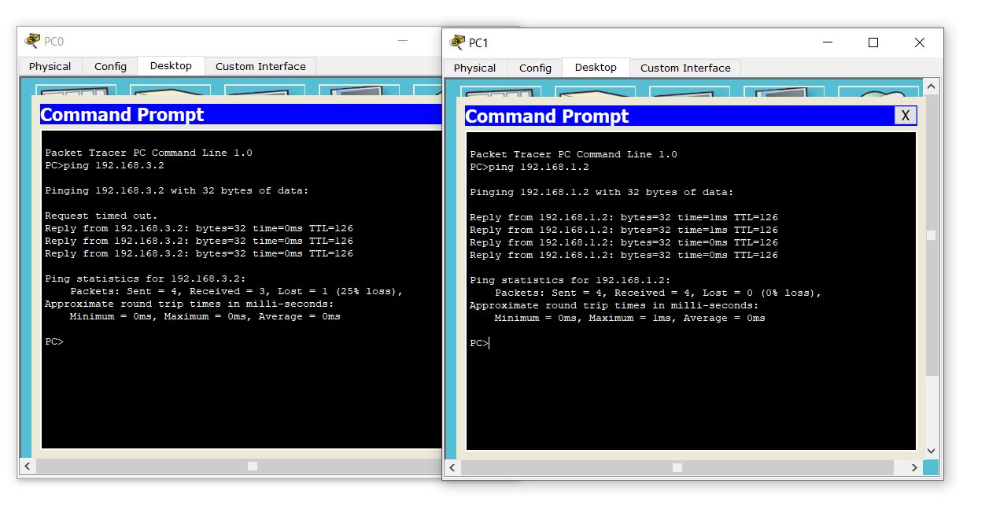 PC0
Physical Config Desktop Custom Interface
Command Prompt
Packet Tracer PC Command Line 1.0
PC>ping 192.168.3.2
Pinging 192.168.3.2 with 32 bytes of data:
Request timed out.
Reply from 192.168.3.2: bytes=32 time=0ms TTL=126
Reply from 192.168.3.2: bytes=32 time=0ms TTL=126
Reply from 192.168.3.2: bytes=32 time=0ms TTL=126
Ping statistics for 192.168.3.2:
Packets: Sent = 4, Received = 3, Lost = 1 (25% loss),
Approximate round trip times in milli-seconds:
Minimum = 0ms, Maximum = 0ms, Average = 0ms
PC>
PC1
Physical Config Desktop Custom Interface
Command Prompt X
Packet Tracer PC Command Line 1.0
PC>ping 192.168.1.2
Pinging 192.168.1.2 with 32 bytes of data:
Reply from 192.168.1.2: bytes=32 time=1ms TTL=126
Reply from 192.168.1.2: bytes=32 time=1ms TTL=126
Reply from 192.168.1.2: bytes=32 time=0ms TTL=126
Reply from 192.168.1.2: bytes=32 time=0ms TTL=126
Ping statistics for 192.168.1.2:
Packets: Sent = 4, Received = 4, Lost = 0 (0% loss),
Approximate round trip times in milli-seconds:
Minimum = 0ms, Maximum = 1ms, Average = 0ms
PC>